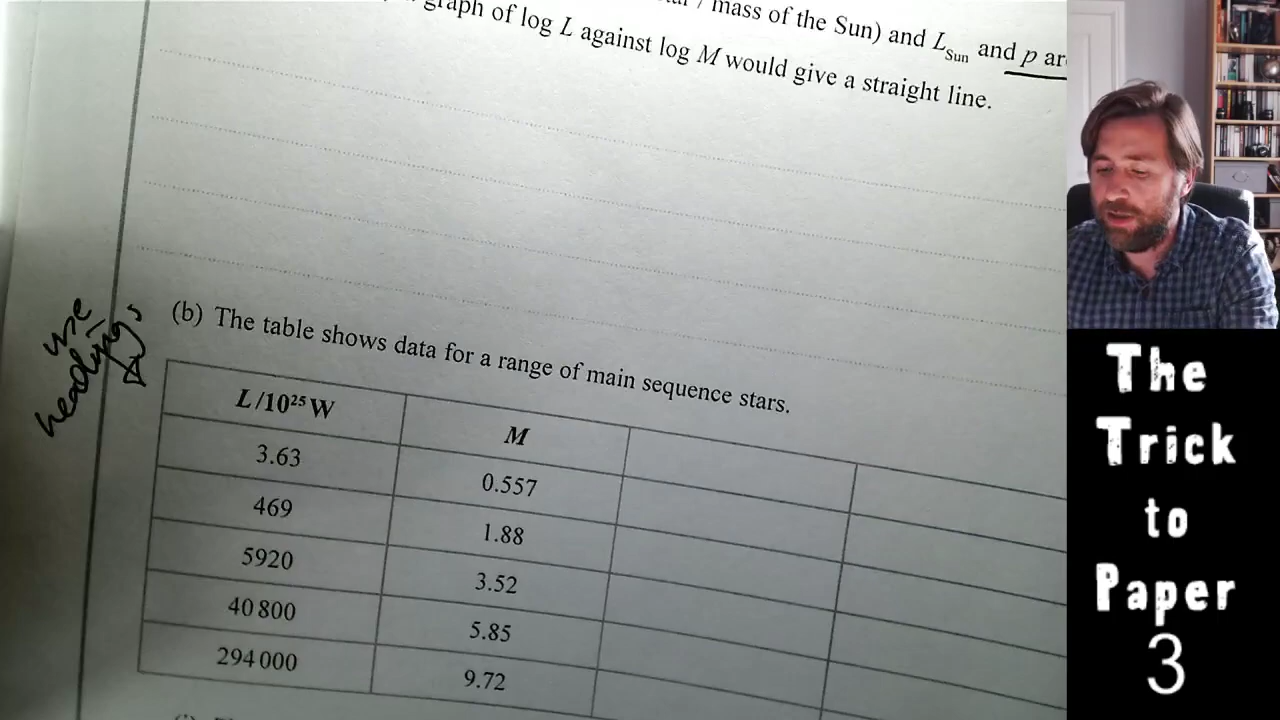 / mass of the Sun) and L_Sun and p ar
graph of log L against log M would give a straight line.
use headings
(b) The table shows data for a range of main sequence stars.
L/10²⁵ W M
3.63 0.557
469 1.88
5920 3.52
40 800 5.85
294 000 9.72
The
Trick
to
Paper
3